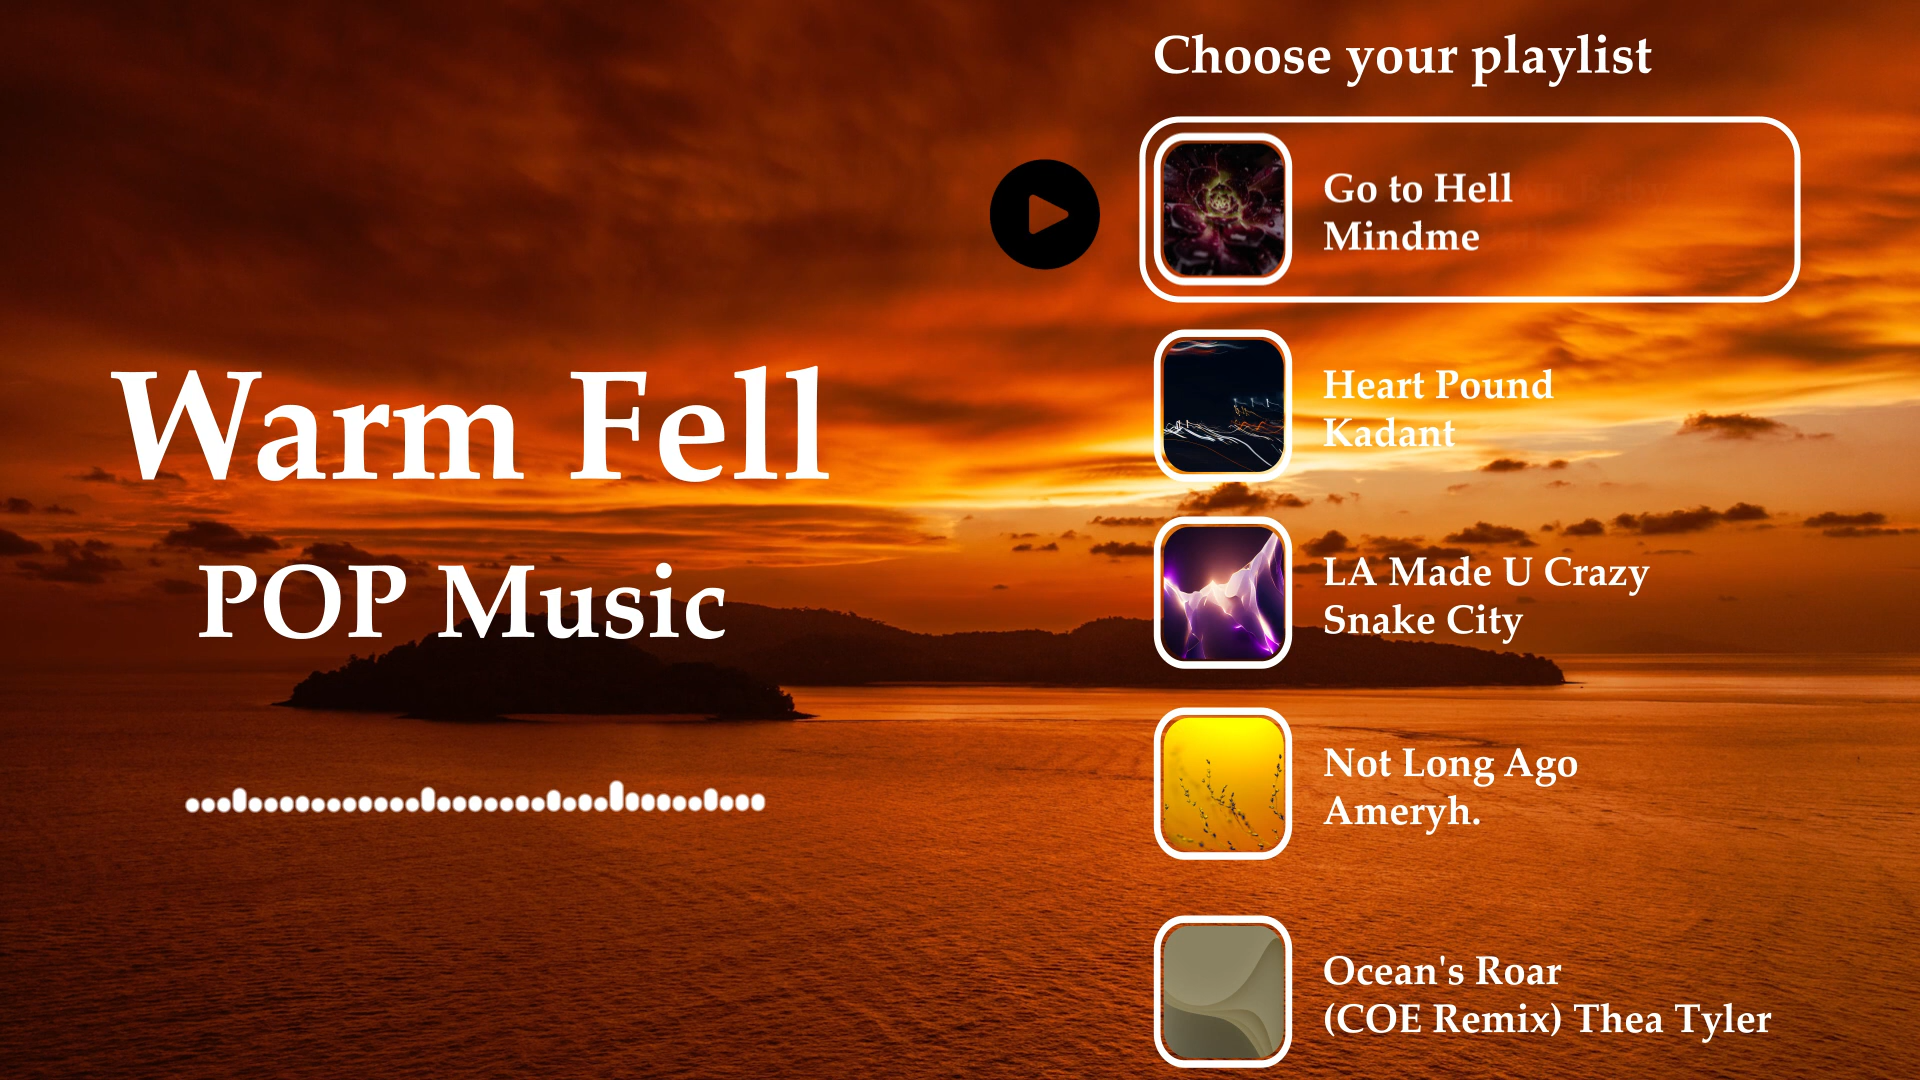 Choose your playlist
Go to Hell
Mindme
Heart Pound
Kadant
Warm Fell
POP Music
LA Made U Crazy
Snake City
Not Long Ago
Ameryh.
Ocean's Roar
(COE Remix) Thea Tyler